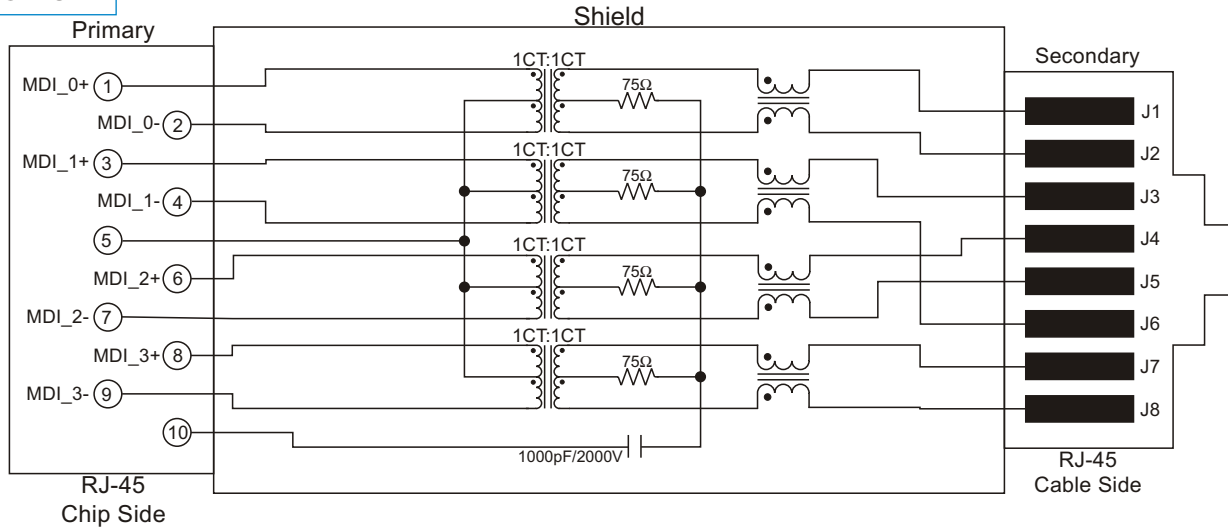 Shield
Primary
Secondary
1CT:1CT
MDI_0+ 1
75Ω
J1
MDI_0- 2
J2
1CT:1CT
MDI_1+ 3
75Ω
J3
MDI_1- 4
5
J4
1CT:1CT
MDI_2+ 6
75Ω
J5
MDI_2- 7
J6
1CT:1CT
MDI_3+ 8
75Ω
J7
MDI_3- 9
J8
10
1000pF/2000V
RJ-45
Chip Side
RJ-45
Cable Side